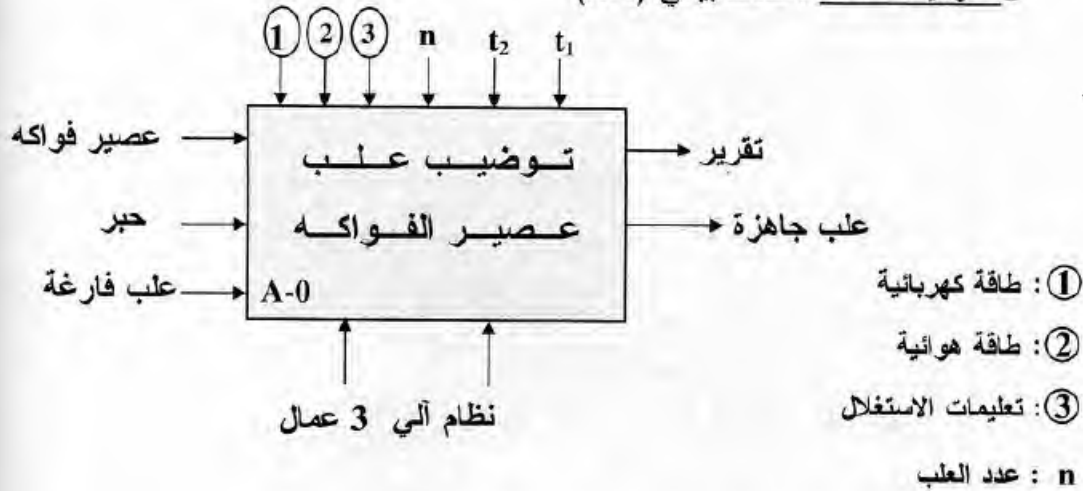 ① ② ③ n t₂ t₁
عصير فواكه
حبر
علب فارغة
تـوضيـب عـلـب
عـصيـر الفـواكـه
A-0
تقرير
علب جاهزة
نظام آلي 3 عمال
①: طاقة كهربائية
②: طاقة هوائية
③: تعليمات الاستغلال
n : عدد العلب